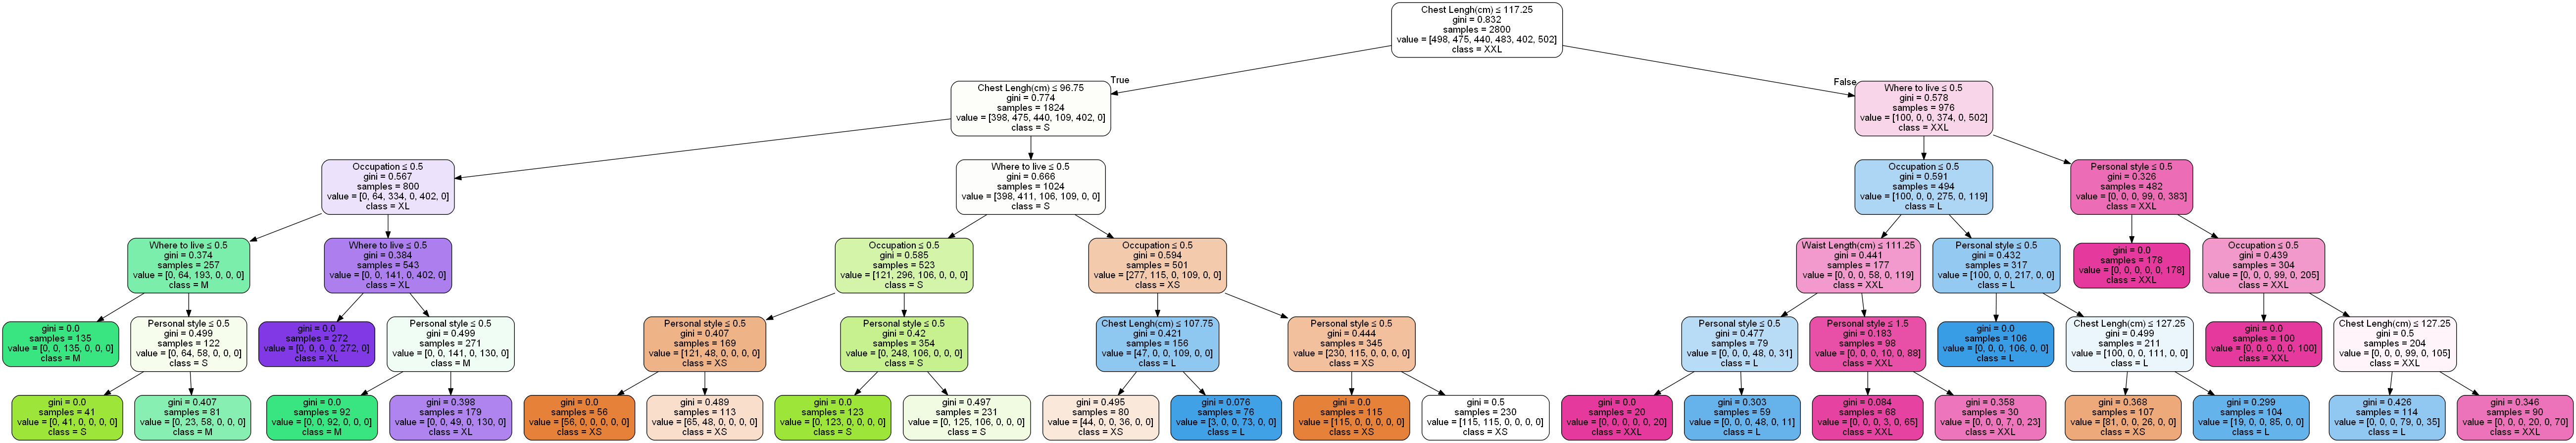 Chest Lengh(cm) ≤ 117.25
gini = 0.832
samples = 2800
value = [498, 475, 440, 483, 402, 502]
class = XXL
True
False
Chest Lengh(cm) ≤ 96.75
gini = 0.774
samples = 1824
value = [398, 475, 440, 109, 402, 0]
class = S
Where to live ≤ 0.5
gini = 0.578
samples = 976
value = [100, 0, 0, 374, 0, 502]
class = XXL
Occupation ≤ 0.5
gini = 0.567
samples = 800
value = [0, 64, 334, 0, 402, 0]
class = XL
Where to live ≤ 0.5
gini = 0.666
samples = 1024
value = [398, 411, 106, 109, 0, 0]
class = S
Occupation ≤ 0.5
gini = 0.591
samples = 494
value = [100, 0, 0, 275, 0, 119]
class = L
Personal style ≤ 0.5
gini = 0.326
samples = 482
value = [0, 0, 0, 99, 0, 383]
class = XXL
Where to live ≤ 0.5
gini = 0.374
samples = 257
value = [0, 64, 193, 0, 0, 0]
class = M
Where to live ≤ 0.5
gini = 0.384
samples = 543
value = [0, 0, 141, 0, 402, 0]
class = XL
Occupation ≤ 0.5
gini = 0.585
samples = 523
value = [121, 296, 106, 0, 0, 0]
class = S
Occupation ≤ 0.5
gini = 0.594
samples = 501
value = [277, 115, 0, 109, 0, 0]
class = XS
Waist Length(cm) ≤ 111.25
gini = 0.441
samples = 177
value = [0, 0, 0, 58, 0, 119]
class = XXL
Personal style ≤ 0.5
gini = 0.432
samples = 317
value = [100, 0, 0, 217, 0, 0]
class = L
gini = 0.0
samples = 178
value = [0, 0, 0, 0, 0, 178]
class = XXL
Occupation ≤ 0.5
gini = 0.439
samples = 304
value = [0, 0, 0, 99, 0, 205]
class = XXL
gini = 0.0
samples = 135
value = [0, 0, 135, 0, 0, 0]
class = M
Personal style ≤ 0.5
gini = 0.499
samples = 122
value = [0, 64, 58, 0, 0, 0]
class = S
gini = 0.0
samples = 272
value = [0, 0, 0, 0, 272, 0]
class = XL
Personal style ≤ 0.5
gini = 0.499
samples = 271
value = [0, 0, 141, 0, 130, 0]
class = M
Personal style ≤ 0.5
gini = 0.407
samples = 169
value = [121, 48, 0, 0, 0, 0]
class = XS
Personal style ≤ 0.5
gini = 0.42
samples = 354
value = [0, 248, 106, 0, 0, 0]
class = S
Chest Lengh(cm) ≤ 107.75
gini = 0.421
samples = 156
value = [47, 0, 0, 109, 0, 0]
class = L
Personal style ≤ 0.5
gini = 0.444
samples = 345
value = [230, 115, 0, 0, 0, 0]
class = XS
Personal style ≤ 0.5
gini = 0.477
samples = 79
value = [0, 0, 0, 48, 0, 31]
class = L
Personal style ≤ 1.5
gini = 0.183
samples = 98
value = [0, 0, 0, 10, 0, 88]
class = XXL
gini = 0.0
samples = 106
value = [0, 0, 0, 106, 0, 0]
class = L
Chest Lengh(cm) ≤ 127.25
gini = 0.499
samples = 211
value = [100, 0, 0, 111, 0, 0]
class = L
gini = 0.0
samples = 100
value = [0, 0, 0, 0, 0, 100]
class = XXL
Chest Lengh(cm) ≤ 127.25
gini = 0.5
samples = 204
value = [0, 0, 0, 99, 0, 105]
class = XXL
gini = 0.0
samples = 41
value = [0, 41, 0, 0, 0, 0]
class = S
gini = 0.407
samples = 81
value = [0, 23, 58, 0, 0, 0]
class = M
gini = 0.0
samples = 92
value = [0, 0, 92, 0, 0, 0]
class = M
gini = 0.398
samples = 179
value = [0, 0, 49, 0, 130, 0]
class = XL
gini = 0.0
samples = 56
value = [56, 0, 0, 0, 0, 0]
class = XS
gini = 0.489
samples = 113
value = [65, 48, 0, 0, 0, 0]
class = XS
gini = 0.0
samples = 123
value = [0, 123, 0, 0, 0, 0]
class = S
gini = 0.497
samples = 231
value = [0, 125, 106, 0, 0, 0]
class = S
gini = 0.495
samples = 80
value = [44, 0, 0, 36, 0, 0]
class = XS
gini = 0.076
samples = 76
value = [3, 0, 0, 73, 0, 0]
class = L
gini = 0.0
samples = 115
value = [115, 0, 0, 0, 0, 0]
class = XS
gini = 0.5
samples = 230
value = [115, 115, 0, 0, 0, 0]
class = XS
gini = 0.0
samples = 20
value = [0, 0, 0, 0, 0, 20]
class = XXL
gini = 0.303
samples = 59
value = [0, 0, 0, 48, 0, 11]
class = L
gini = 0.084
samples = 68
value = [0, 0, 0, 3, 0, 65]
class = XXL
gini = 0.358
samples = 30
value = [0, 0, 0, 7, 0, 23]
class = XXL
gini = 0.368
samples = 107
value = [81, 0, 0, 26, 0, 0]
class = XS
gini = 0.299
samples = 104
value = [19, 0, 0, 85, 0, 0]
class = L
gini = 0.426
samples = 114
value = [0, 0, 0, 79, 0, 35]
class = L
gini = 0.346
samples = 90
value = [0, 0, 0, 20, 0, 70]
class = XXL